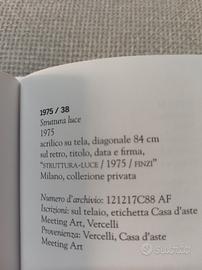 1975 / 38
Struttura luce
1975
acrilico su tela, diagonale 84 cm
sul retro, titolo, data e firma,
"STRUTTURA-LUCE / 1975 / FINZI"
Milano, collezione privata
Numero d'archivio: 121217C88 AF
Iscrizioni: sul telaio, etichetta Casa d'aste
Meeting Art, Vercelli
Provenienza: Vercelli, Casa d'aste
Meeting Art
subito